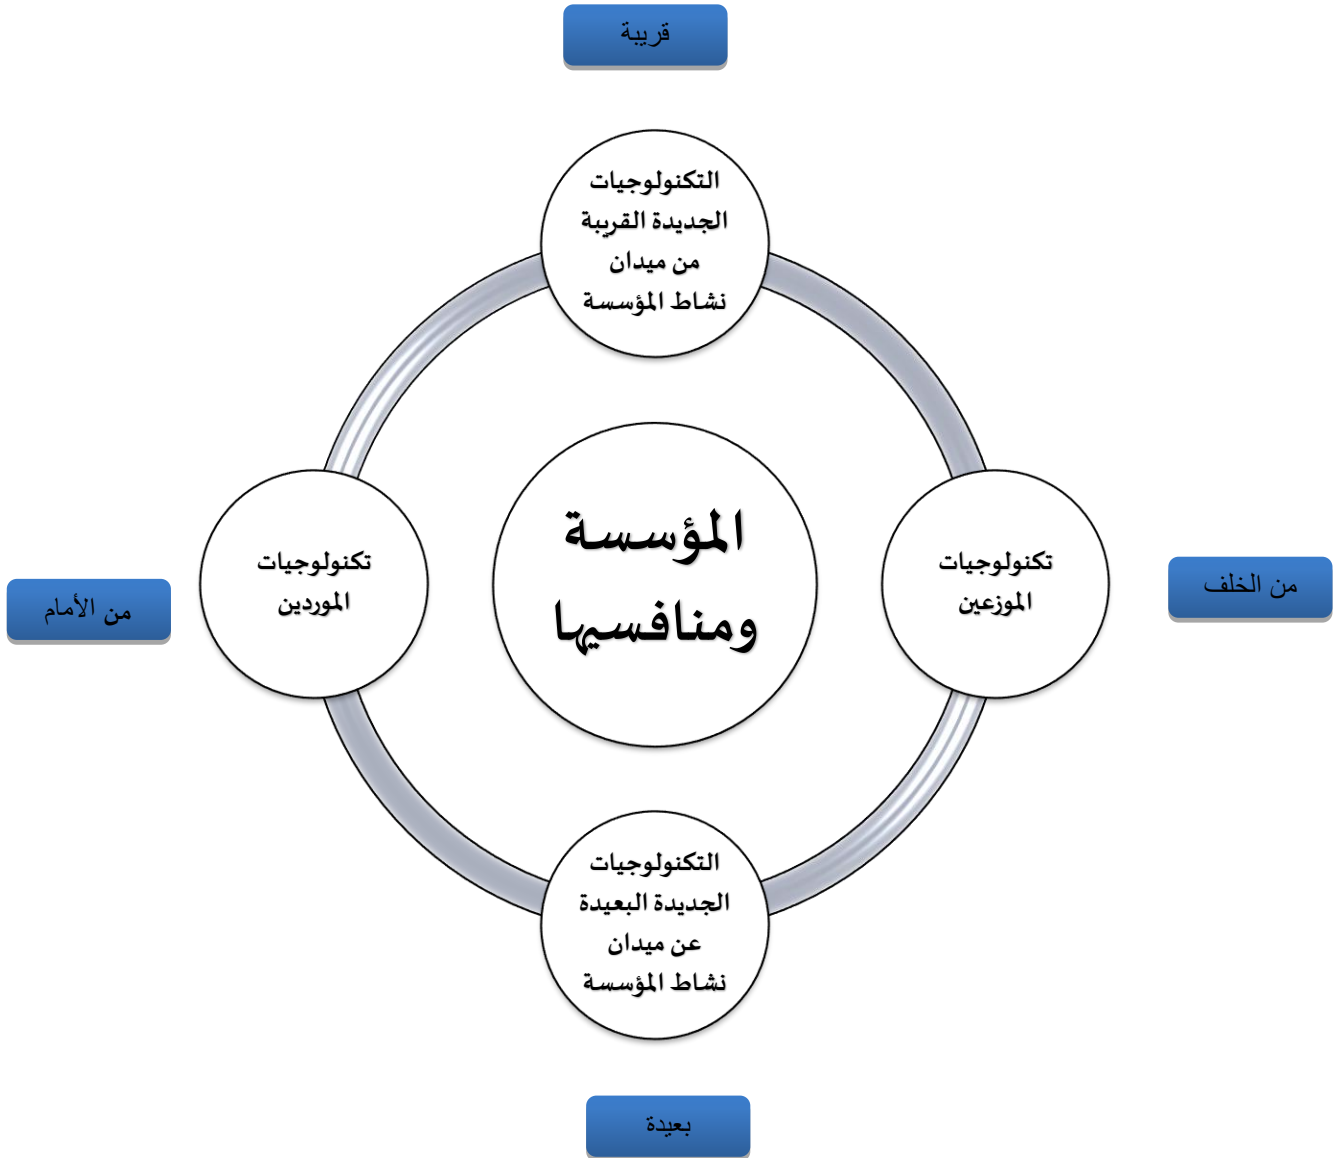 قريبة
التكنولوجيات
الجديدة القريبة
من ميدان
نشاط المؤسسة
من الخلف
تكنولوجيات
الموزعين
المؤسسة
ومنافسيها
تكنولوجيات
الموردين
من الأمام
التكنولوجيات
الجديدة البعيدة
عن ميدان
نشاط المؤسسة
بعيدة